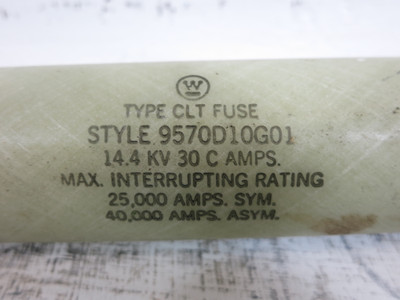 W
TYPE CLT FUSE
STYLE 9570D10G01
14.4 KV 30 C AMPS.
MAX. INTERRUPTING RATING
25,000 AMPS. SYM.
40,000 AMPS. ASYM.